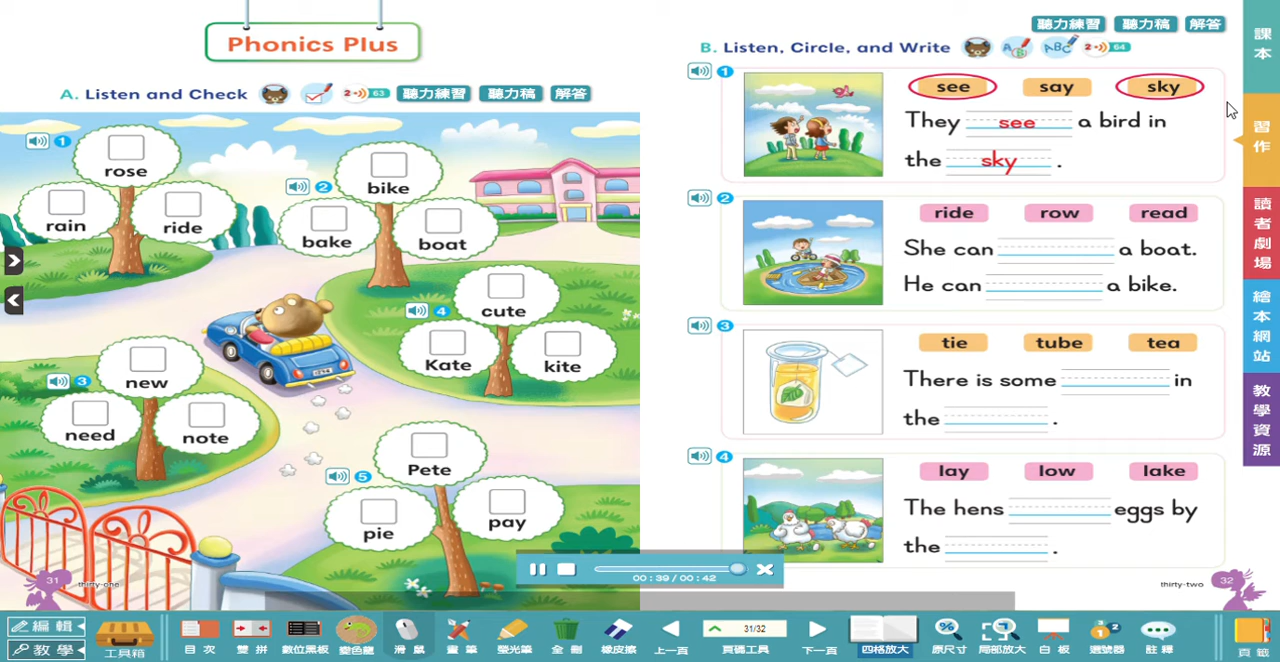 Phonics Plus
A. Listen and Check 2 63 聽力練習 聽力稿 解答
1
rose
rain
ride
2
bike
bake
boat
3
new
need
note
4
cute
Kate
kite
5
Pete
pie
pay
31
thirty-one
聽力練習 聽力稿 解答
B. Listen, Circle, and Write ABC 2 64
1
see say sky
They see a bird in
the sky .
2
ride row read
She can a boat.
He can a bike.
3
tie tube tea
There is some in
the .
4
lay low lake
The hens eggs by
the .
thirty-two
32
課本
習作
讀者劇場
繪本網站
教學資源
00:39 / 00:42
編輯
教學
工具箱
目次
雙拼
數位黑板
變色龍
滑鼠
畫筆
螢光筆
全刪
橡皮擦
上一頁
31/32
頁碼工具
下一頁
四格放大
原尺寸
局部放大
白板
選號器
註釋
頁籤